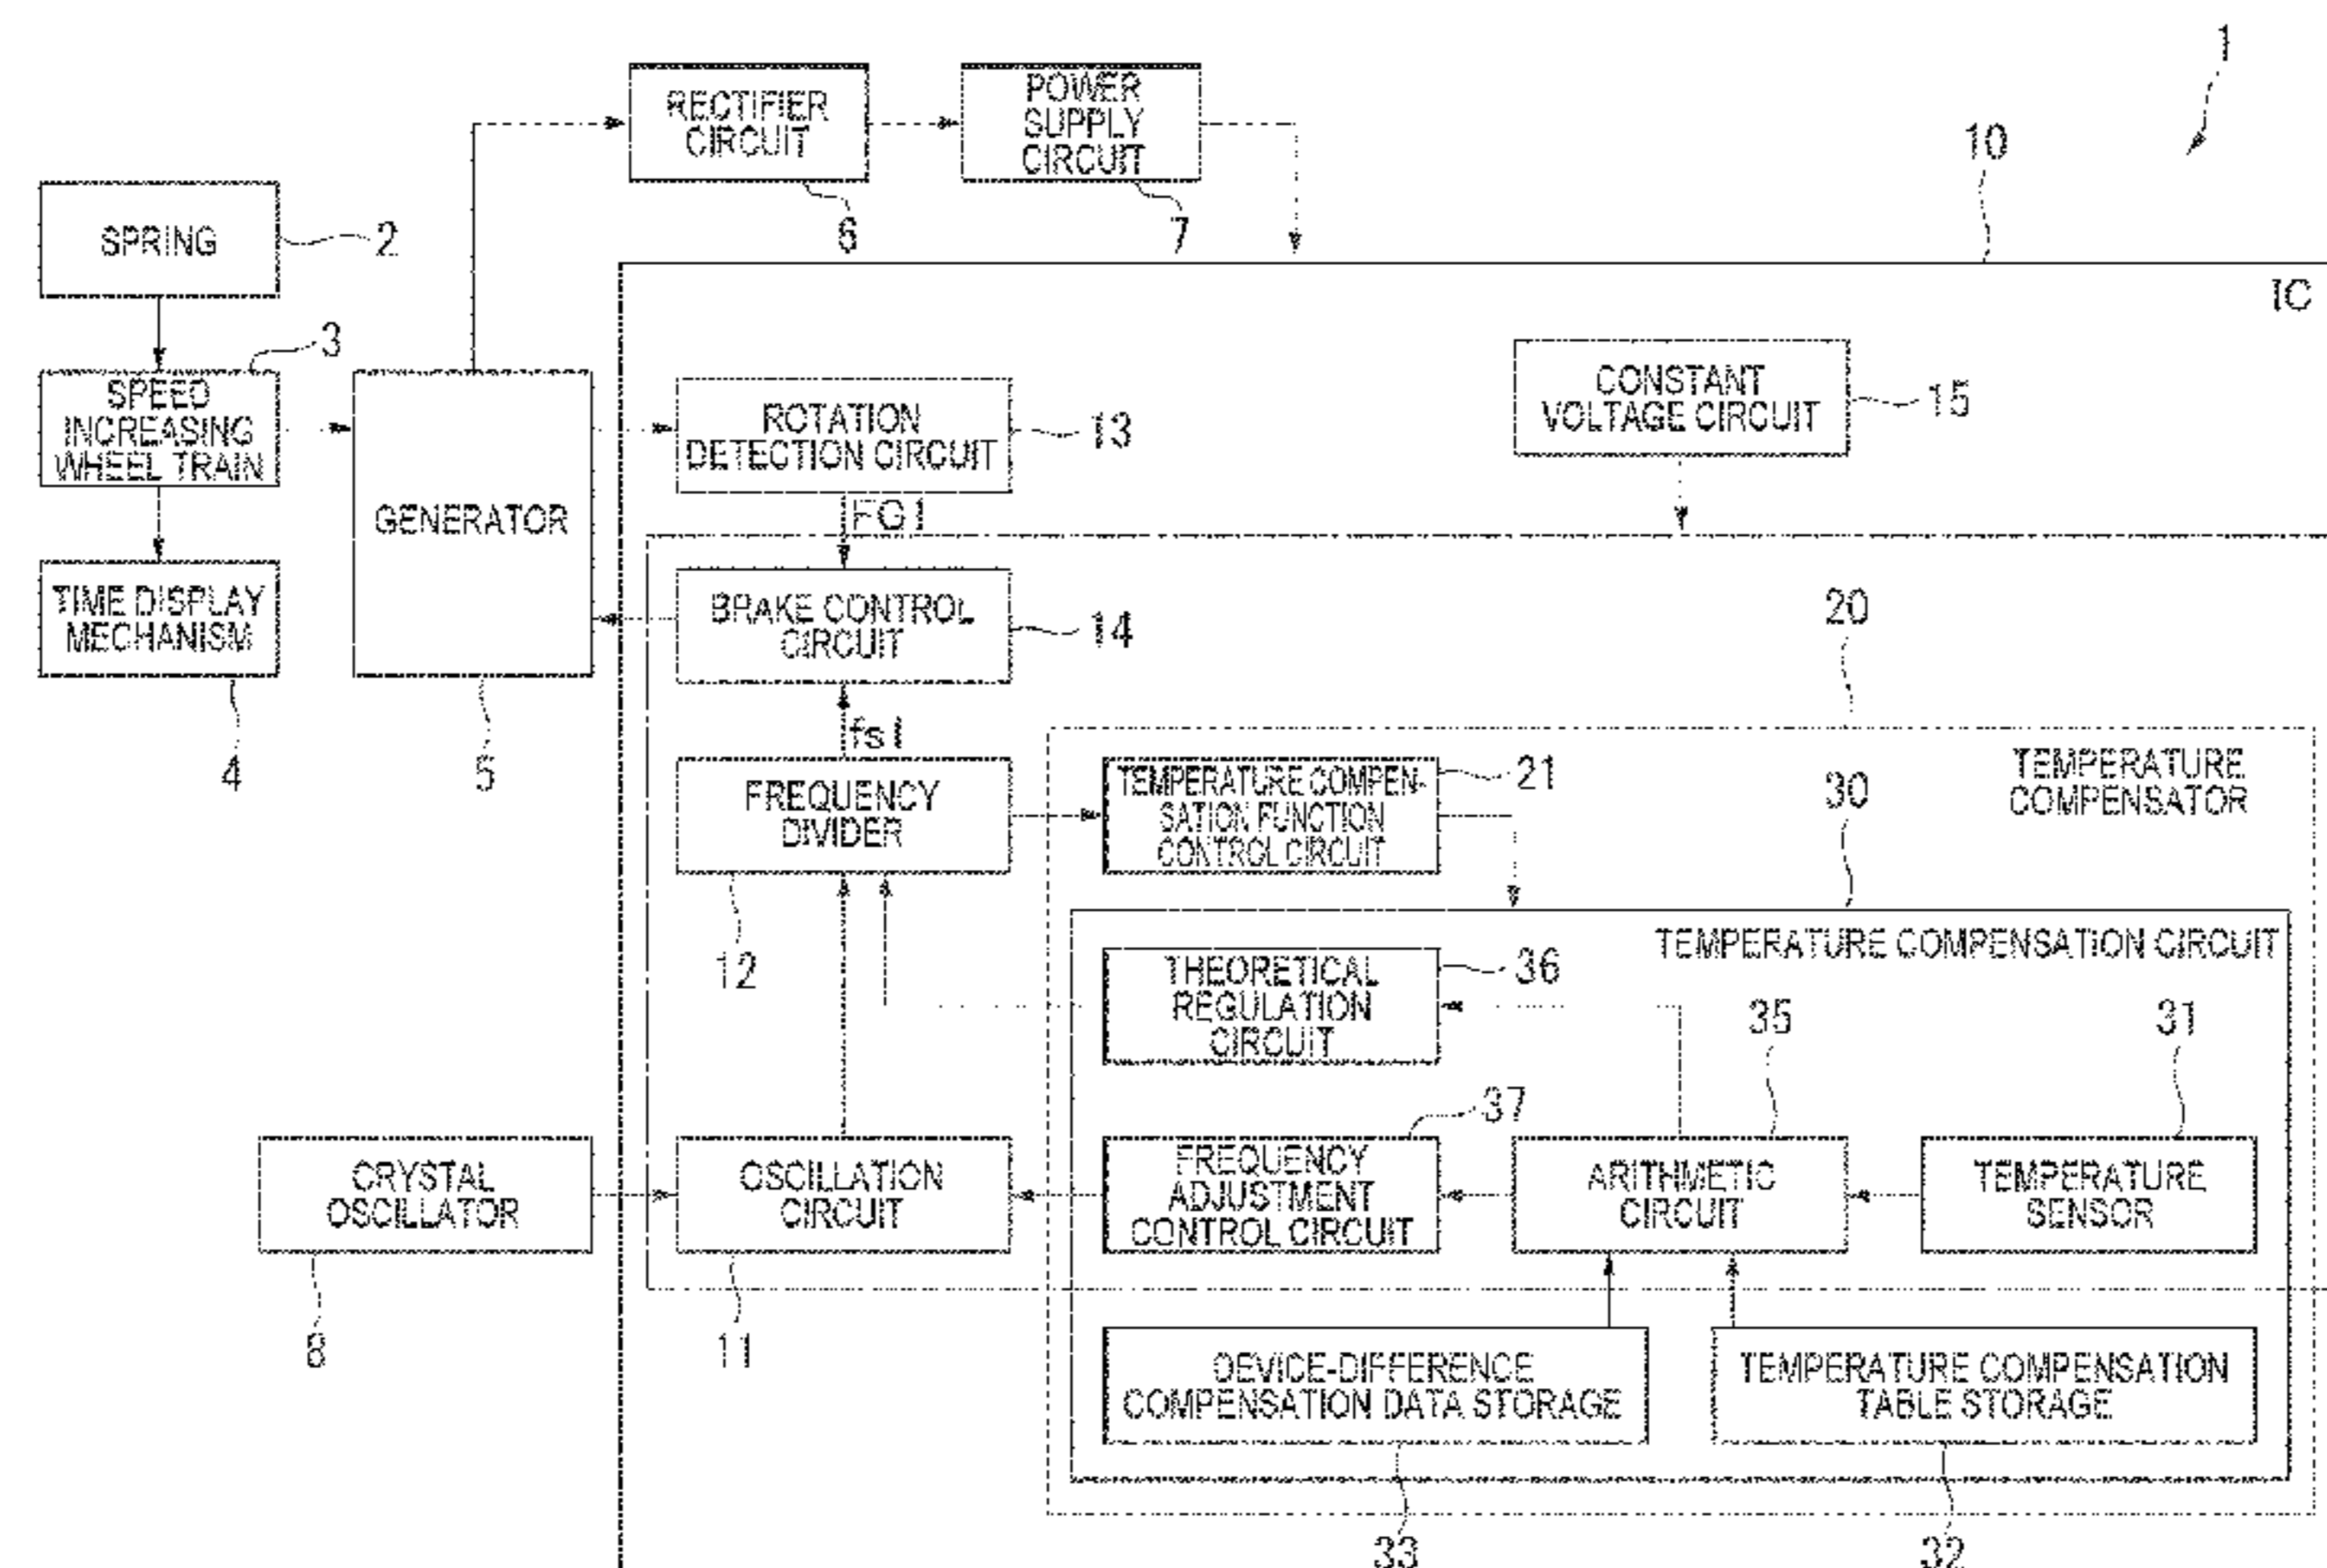 1
RECTIFIER
CIRCUIT
6
POWER
SUPPLY
CIRCUIT
7
10
IC
SPRING
2
3
SPEED
INCREASING
WHEEL TRAIN
TIME DISPLAY
MECHANISM
4
GENERATOR
5
ROTATION
DETECTION CIRCUIT
13
FG1
CONSTANT
VOLTAGE CIRCUIT
15
BRAKE CONTROL
CIRCUIT
14
fs1
20
FREQUENCY
DIVIDER
12
TEMPERATURE COMPEN-
SATION FUNCTION
CONTROL CIRCUIT
21
30
TEMPERATURE
COMPENSATOR
TEMPERATURE COMPENSATION CIRCUIT
THEORETICAL
REGULATION
CIRCUIT
36
35
31
37
CRYSTAL
OSCILLATOR
8
OSCILLATION
CIRCUIT
11
FREQUENCY
ADJUSTMENT
CONTROL CIRCUIT
ARITHMETIC
CIRCUIT
TEMPERATURE
SENSOR
DEVICE-DIFFERENCE
COMPENSATION DATA STORAGE
33
TEMPERATURE COMPENSATION
TABLE STORAGE
32